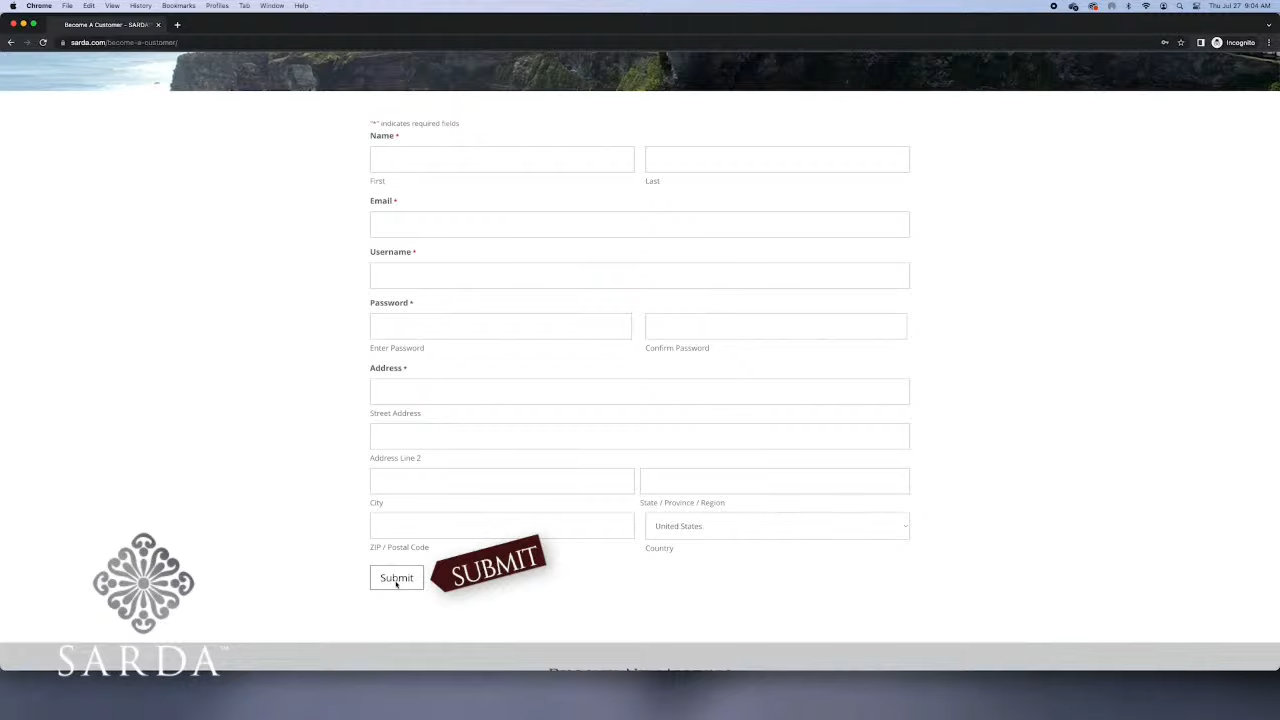 Chrome File Edit View History Bookmarks Profiles Tab Window Help Thu Jul 27 9:04 AM
Become A Customer - SARDA
sarda.com/become-a-customer/ Incognito
"*" indicates required fields
Name *
First Last
Email *
Username *
Password *
Enter Password Confirm Password
Address *
Street Address
Address Line 2
City State / Province / Region
United States
ZIP / Postal Code Country
Submit SUBMIT
SARDA™